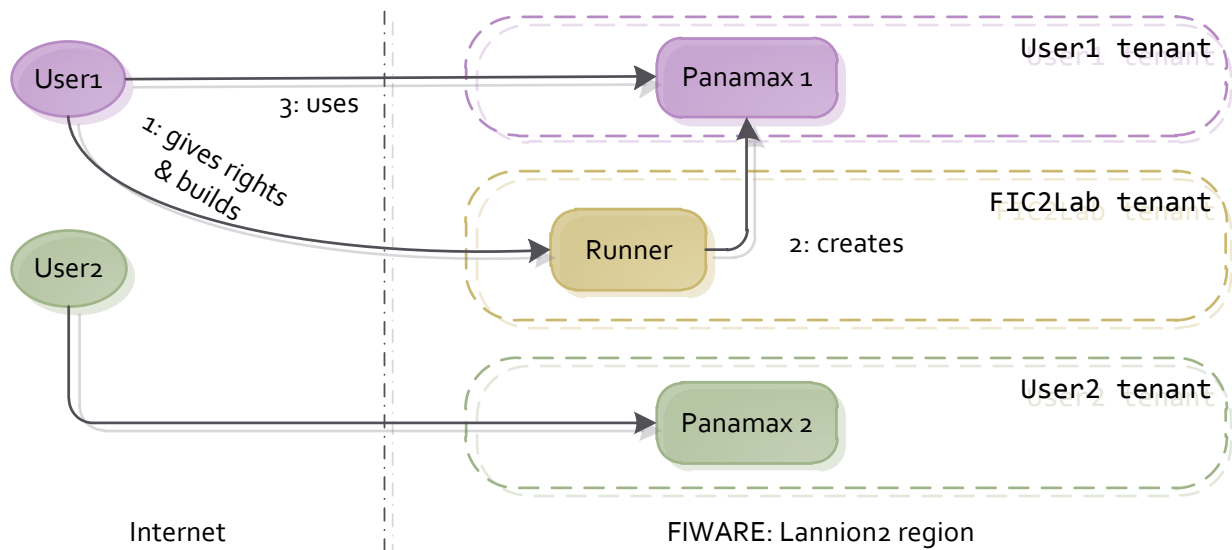 User1 tenant
User1
Panamax 1
3: uses
1: gives rights
& builds
FIC2Lab tenant
User2
Runner
2: creates
User2 tenant
Panamax 2
Internet
FIWARE: Lannion2 region